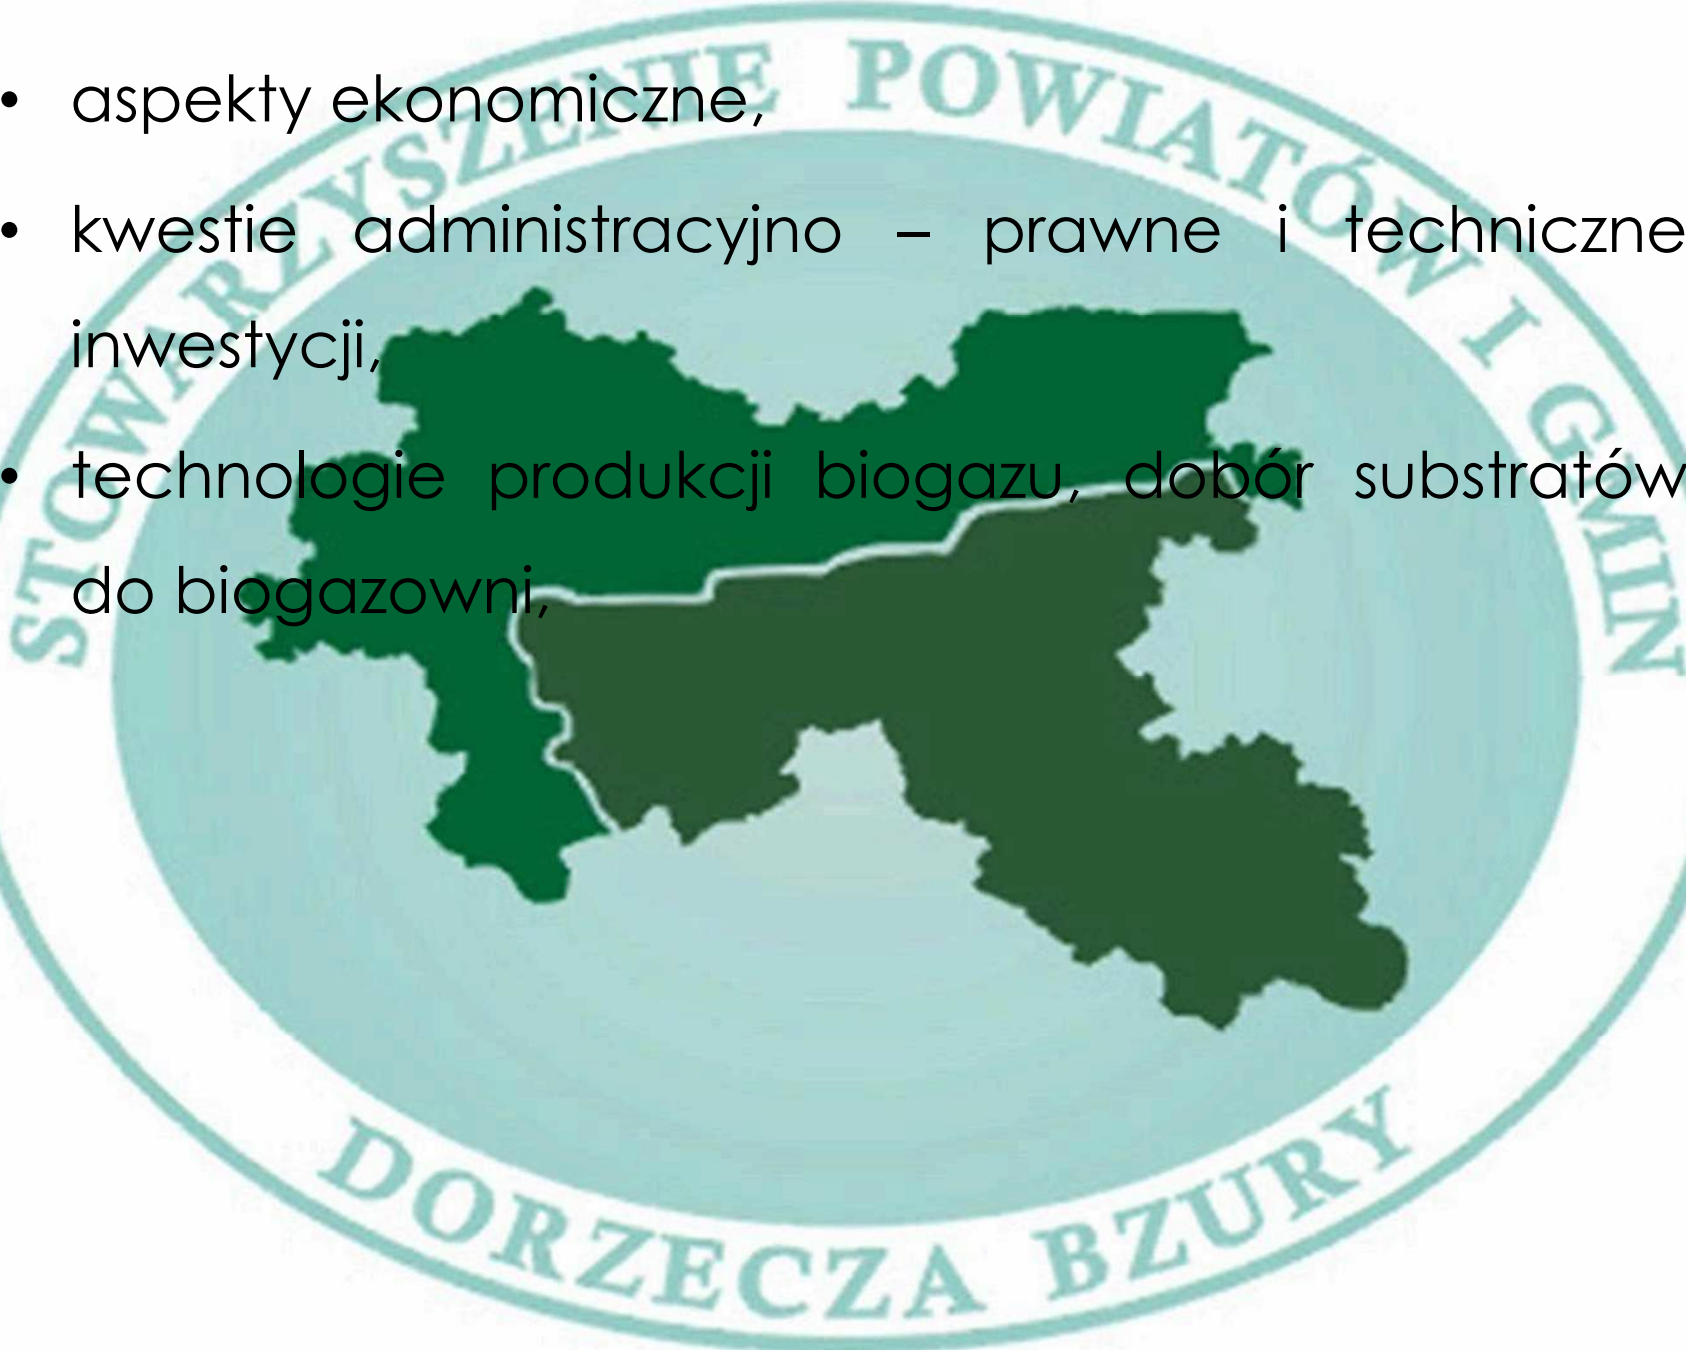 STOWARZYSZENIE POWIATÓW I GMIN
• aspekty ekonomiczne,
• kwestie administracyjno – prawne i techniczne
inwestycji,
• technologie produkcji biogazu, dobór substratów
do biogazowni,
DORZECZA BZURY